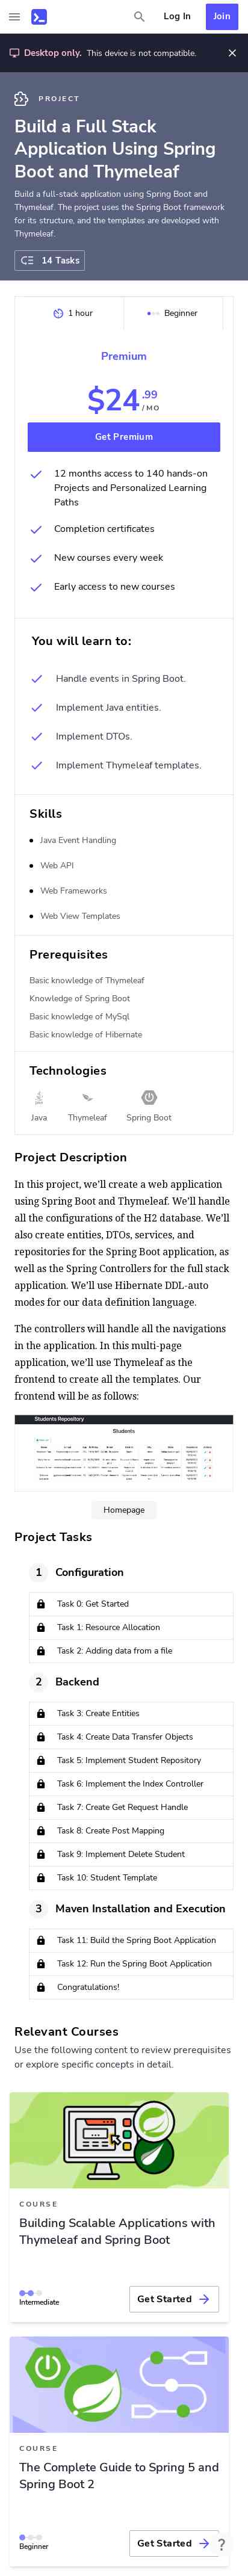 Log In
Join
Desktop only. This device is not compatible.
PROJECT
Build a Full Stack
Application Using Spring
Boot and Thymeleaf
Build a full-stack application using Spring Boot and
Thymeleaf. The project uses the Spring Boot framework
for its structure, and the templates are developed with
Thymeleaf.
14 Tasks
1 hour
Beginner
Premium
$24
.99
/ MO
Get Premium
12 months access to 140 hands-on
Projects and Personalized Learning
Paths
Completion certificates
New courses every week
Early access to new courses
You will learn to:
Handle events in Spring Boot.
Implement Java entities.
Implement DTOs.
Implement Thymeleaf templates.
Skills
Java Event Handling
Web API
Web Frameworks
Web View Templates
Prerequisites
Basic knowledge of Thymeleaf
Knowledge of Spring Boot
Basic knowledge of MySql
Basic knowledge of Hibernate
Technologies
Java
Thymeleaf
Spring Boot
Project Description
In this project, we’ll create a web application
using Spring Boot and Thymeleaf. We’ll handle
all the configurations of the H2 database. We’ll
also create entities, DTOs, services, and
repositories for the Spring Boot application, as
well as the Spring Controllers for the full stack
application. We’ll use Hibernate DDL-auto
modes for our data definition language.
The controllers will handle all the navigations
in the application. In this multi-page
application, we’ll use Thymeleaf as the
frontend to create all the templates. Our
frontend will be as follows:
Students Repository
Students
Homepage
Project Tasks
1 Configuration
Task 0: Get Started
Task 1: Resource Allocation
Task 2: Adding data from a file
2 Backend
Task 3: Create Entities
Task 4: Create Data Transfer Objects
Task 5: Implement Student Repository
Task 6: Implement the Index Controller
Task 7: Create Get Request Handle
Task 8: Create Post Mapping
Task 9: Implement Delete Student
Task 10: Student Template
3 Maven Installation and Execution
Task 11: Build the Spring Boot Application
Task 12: Run the Spring Boot Application
Congratulations!
Relevant Courses
Use the following content to review prerequisites
or explore specific concepts in detail.
COURSE
Building Scalable Applications with
Thymeleaf and Spring Boot
Intermediate
Get Started
COURSE
The Complete Guide to Spring 5 and
Spring Boot 2
Beginner
Get Started
?